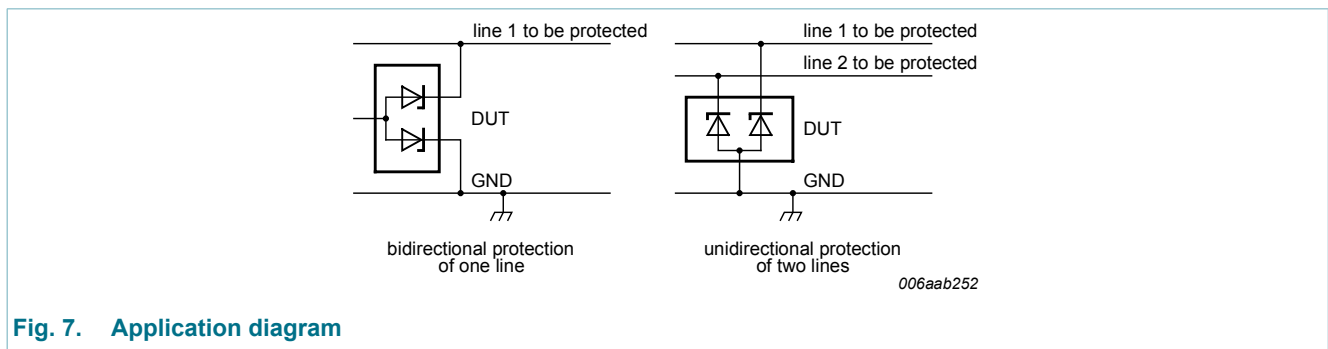 line 1 to be protected
DUT
GND
bidirectional protection
of one line
line 1 to be protected
line 2 to be protected
DUT
GND
unidirectional protection
of two lines
006aab252
Fig. 7. Application diagram